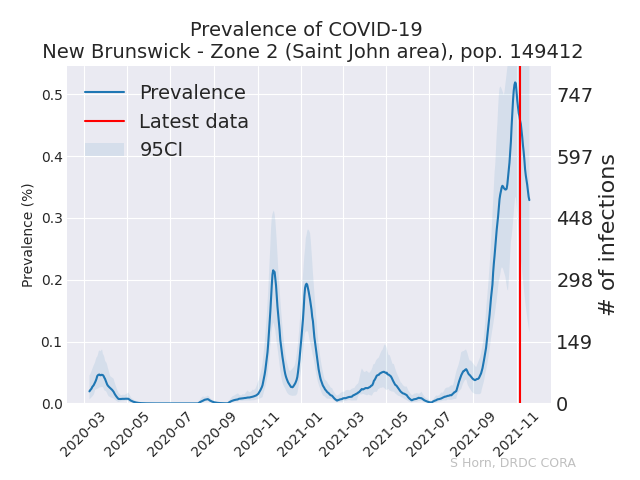 Prevalence of COVID-19
New Brunswick - Zone 2 (Saint John area), pop. 149412
Prevalence
Latest data
95CI
Prevalence (%)
0.5
0.4
0.3
0.2
0.1
0.0
747
597
448
298
149
0
# of infections
2020-03
2020-05
2020-07
2020-09
2020-11
2021-01
2021-03
2021-05
2021-07
2021-09
2021-11
S Horn, DRDC CORA